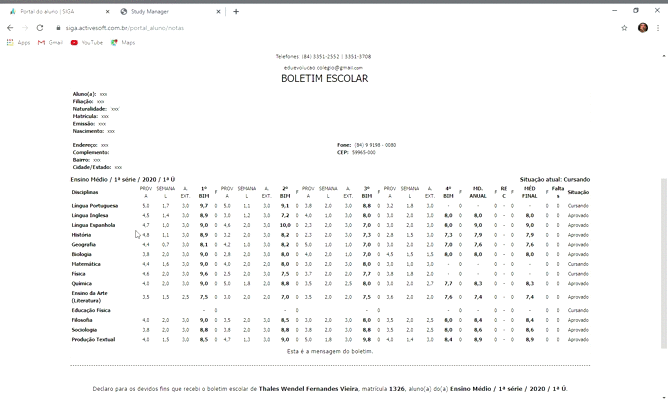 Portal do aluno | SIGA
Study Manager
siga.activesoft.com.br/portal_aluno/notas
Apps Gmail YouTube Maps
Telefones: (84) 3351-2552 | 3351-3708
eduevolucao.colegio@gmail.com
BOLETIM ESCOLAR
Aluno(a): xxx
Filiação: xxx
Naturalidade: xxx
Matrícula: xxx
Emissão: xxx
Nascimento: xxx
Endereço: xxx Fone: (84) 9 9198 - 0080
Complemento: CEP: 59965-000
Bairro: xxx
Cidade/Estado: xxx
Ensino Médio / 1ª série / 2020 / 1ª Ú Situação atual: Cursando
Disciplinas PROVA SEMANAL A. EXT. 1º BIM F PROVA SEMANAL A. EXT. 2º BIM F PROVA SEMANAL A. EXT. 3º BIM F PROVA SEMANAL A. EXT. 4º BIM F MD. ANUAL F REC F MÉD FINAL F Faltas Situação
Língua Portuguesa 5,0 1,7 3,0 9,7 0 5,0 1,1 3,0 9,1 0 3,8 2,0 3,0 8,8 0 3,2 1,8 3,0 - - - 0 - 0 0 Cursando
Língua Inglesa 4,5 1,4 3,0 8,9 0 3,0 1,2 3,0 7,2 0 4,0 1,0 3,0 8,0 0 3,0 2,0 3,0 8,0 0 8,0 - 0 8,0 0 0 Aprovado
Língua Espanhola 4,7 1,0 3,0 9,0 0 4,6 2,0 3,0 10,0 0 2,3 2,0 3,0 7,0 0 3,0 2,0 3,0 8,0 0 9,0 - 0 9,0 0 0 Aprovado
História 4,8 1,1 3,0 8,9 0 3,2 2,0 3,0 8,2 0 2,3 2,0 3,0 7,3 0 2,8 1,5 3,0 7,3 0 7,9 - 0 7,9 0 0 Aprovado
Geografia 4,4 0,7 3,0 8,1 0 4,2 1,0 3,0 8,2 0 5,0 1,0 1,0 7,0 0 3,0 2,0 2,0 7,0 0 7,6 - 0 7,6 0 0 Aprovado
Biologia 3,8 2,0 3,0 9,0 0 2,8 2,0 3,0 8,0 0 4,0 2,0 1,0 7,0 0 4,5 1,5 1,5 8,0 0 8,0 - 0 8,0 0 0 Aprovado
Matemática 4,4 1,6 3,0 9,0 0 4,0 2,0 2,0 8,0 0 3,0 2,0 3,0 8,0 0 3,0 1,0 3,0 - - - 0 - 0 0 Cursando
Física 4,6 2,0 3,0 9,6 0 2,5 2,0 3,0 7,5 0 3,7 2,0 2,0 7,7 0 3,8 1,8 2,0 - - - 0 - 0 0 Cursando
Química 4,0 2,0 3,0 9,0 0 5,0 1,8 2,0 8,8 0 3,5 2,0 2,5 8,0 0 3,0 2,0 2,7 7,7 0 8,3 - 0 8,3 0 0 Aprovado
Ensino da Arte (Literatura) 3,5 1,5 2,5 7,5 0 3,0 2,0 2,0 7,0 0 3,5 2,0 2,0 7,5 0 3,6 2,0 2,0 7,6 0 7,4 - 0 7,4 0 0 Aprovado
Educação Física - 0 - 0 - 0 - - - 0 - 0 0 Cursando
Filosofia 4,0 2,0 3,0 9,0 0 3,5 2,0 3,0 8,5 0 3,0 2,0 3,0 8,0 0 3,5 2,0 2,5 8,0 0 8,4 - 0 8,4 0 0 Aprovado
Sociologia 3,8 2,0 3,0 8,8 0 3,8 2,0 3,0 8,8 0 3,8 2,0 3,0 8,8 0 3,5 2,0 2,5 8,0 0 8,6 - 0 8,6 0 0 Aprovado
Produção Textual 4,0 1,5 3,0 8,5 0 4,7 1,3 3,0 9,0 0 5,0 1,8 3,0 9,8 0 4,0 1,4 3,0 8,4 0 8,9 - 0 8,9 0 0 Aprovado
Esta é a mensagem do boletim.
Declaro para os devidos fins que recebi o boletim escolar de Thales Wendel Fernandes Vieira, matrícula 1326, aluno(a) do(a) Ensino Médio / 1ª série / 2020 / 1ª Ú.